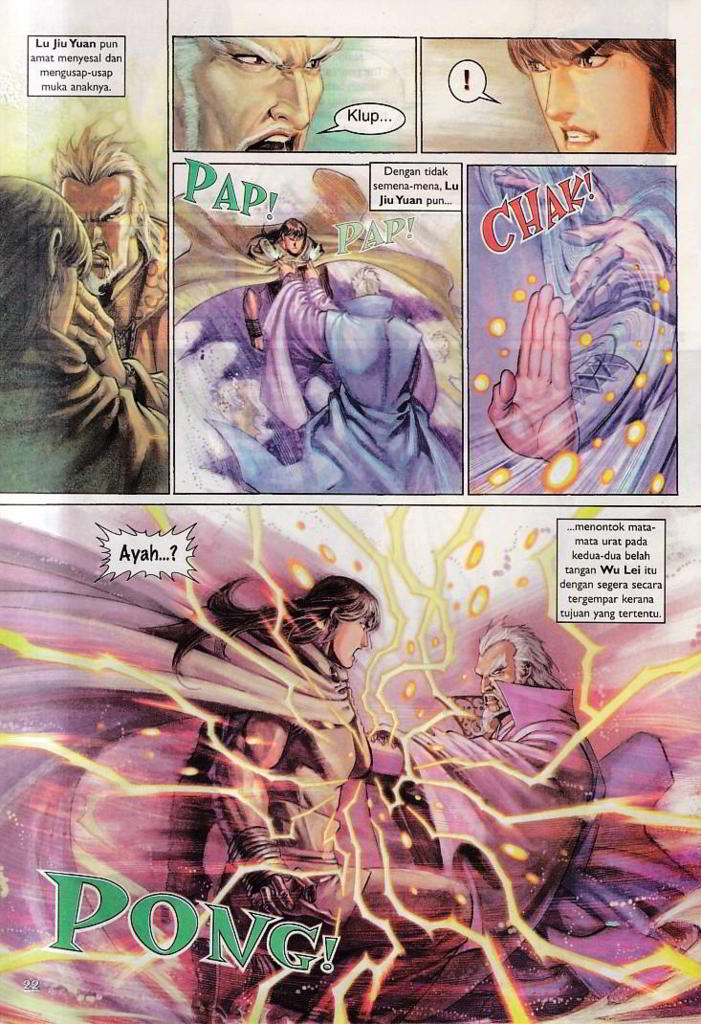 Lu Jiu Yuan pun
amat menyesal dan
mengusap-usap
muka anaknya.
Klup...
!
PAP!
PAP!
Dengan tidak
semena-mena, Lu
Jiu Yuan pun...
CHAK!
Ayah...?
...menontok mata-
mata urat pada
kedua-dua belah
tangan Wu Lei itu
dengan segera secara
tergempar kerana
tujuan yang tertentu.
PONG!
22